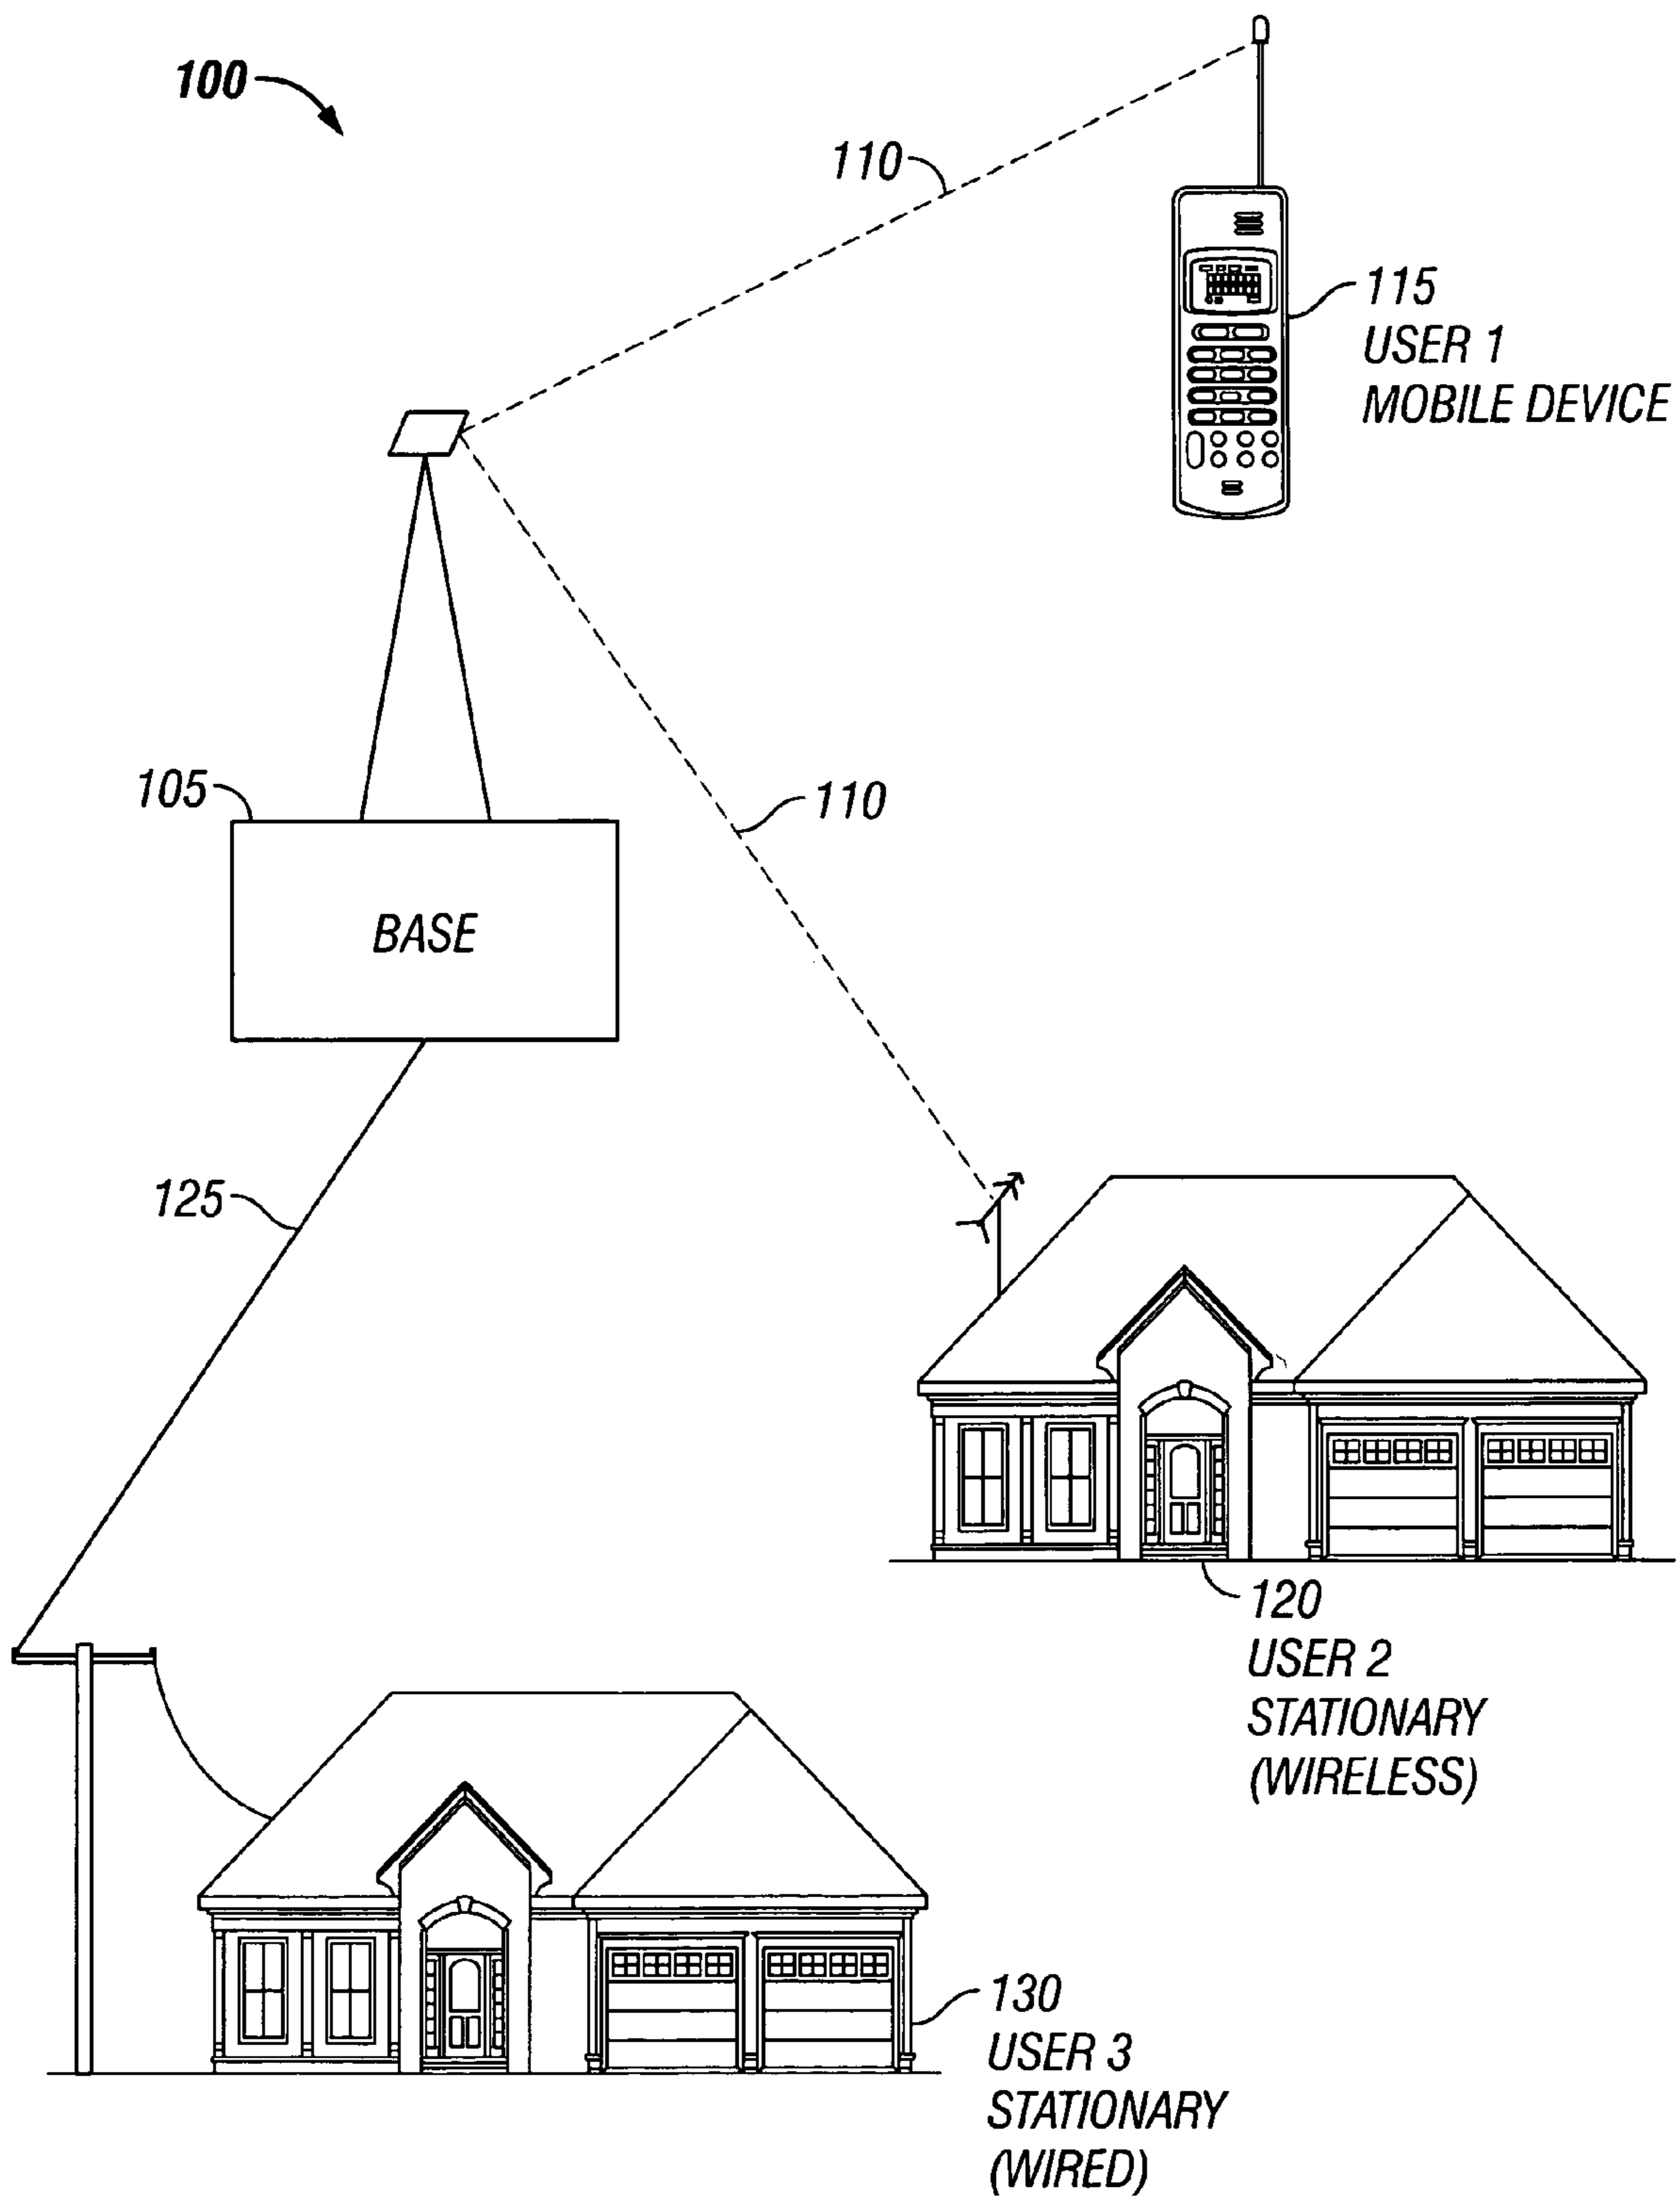 100
110
115
USER 1
MOBILE DEVICE
105
110
BASE
125
120
USER 2
STATIONARY
(WIRELESS)
130
USER 3
STATIONARY
(WIRED)